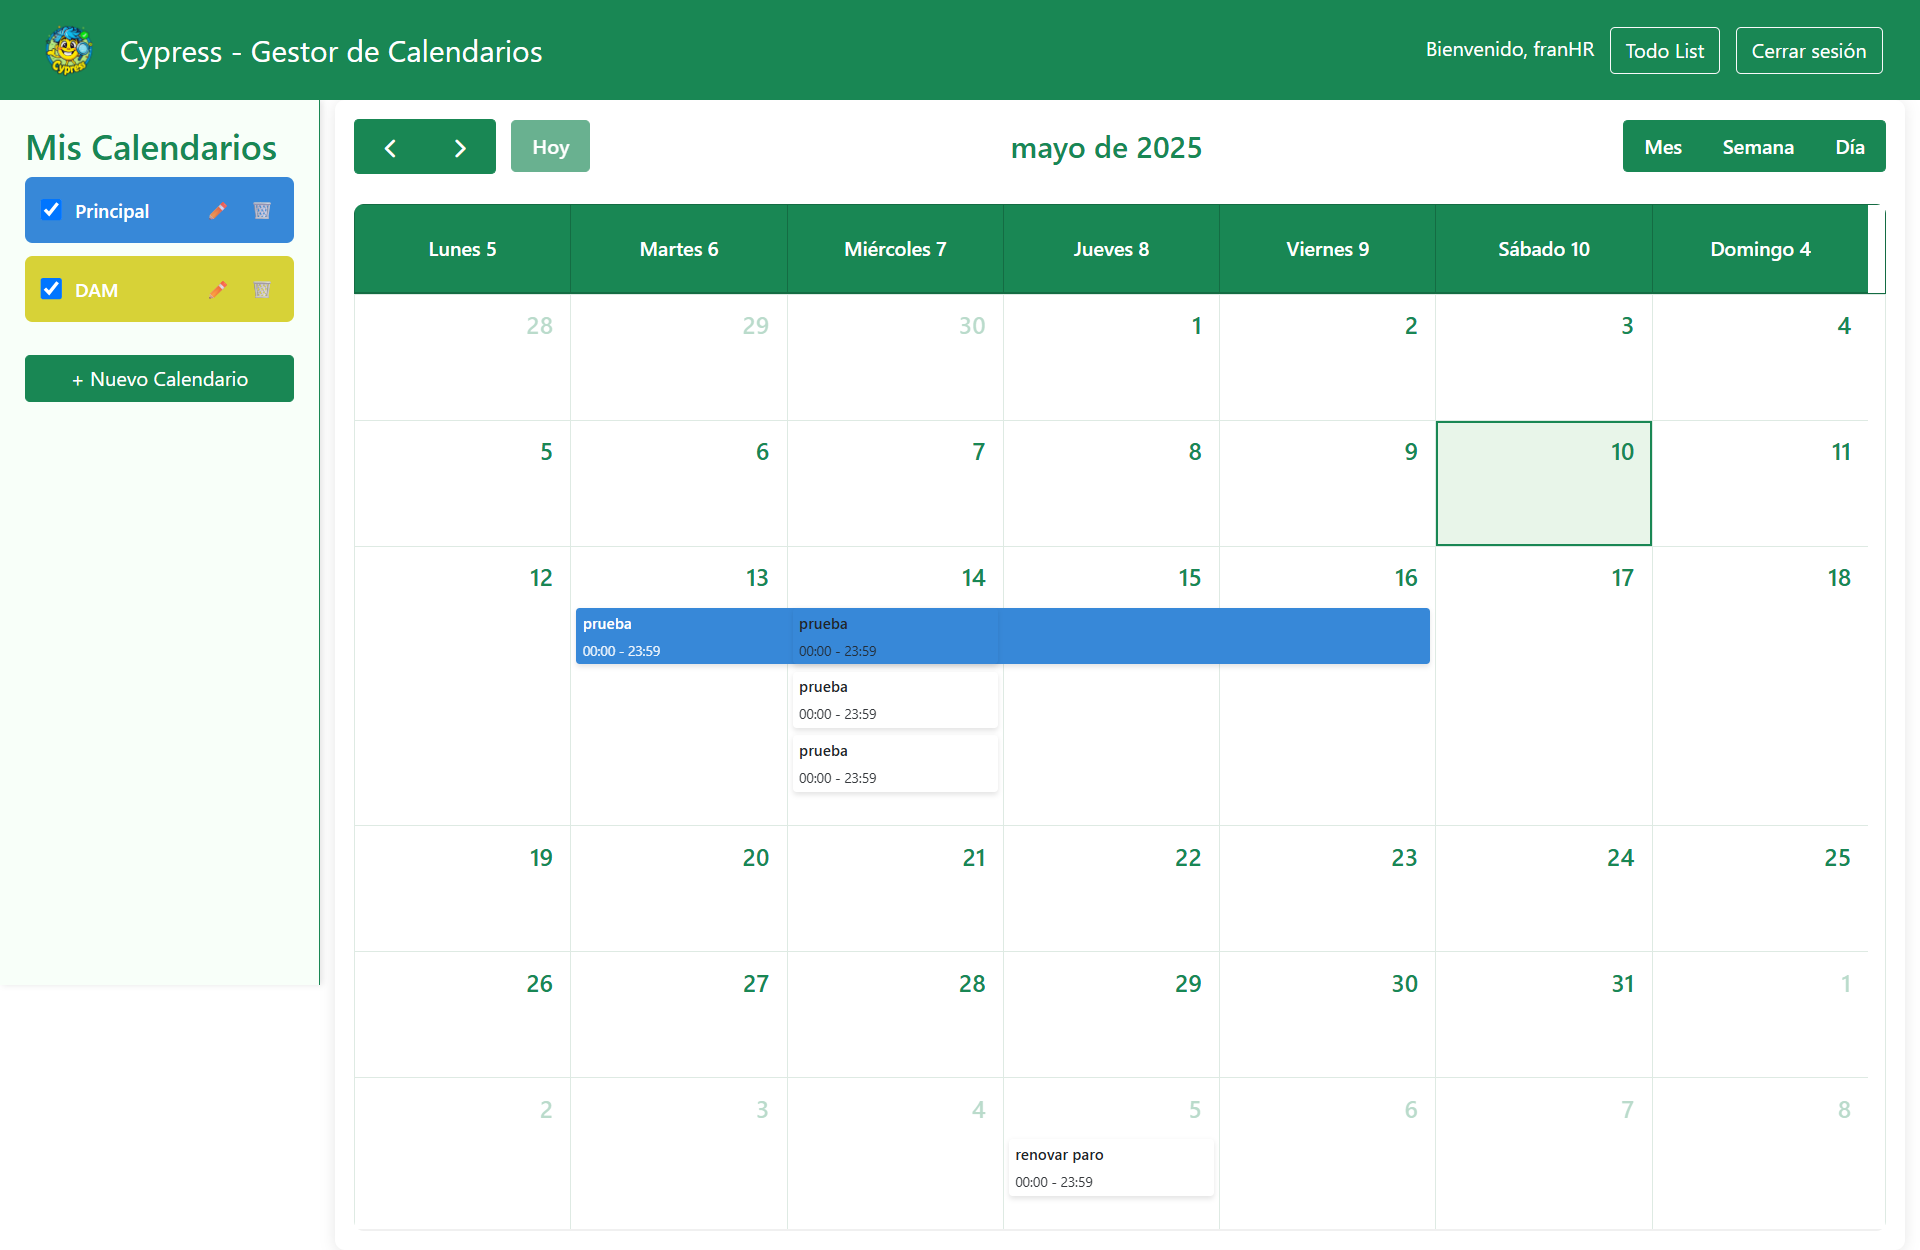 Cypress
Cypress - Gestor de Calendarios
Bienvenido, franHR
Todo List
Cerrar sesión
Mis Calendarios
Principal
DAM
+ Nuevo Calendario
Hoy
mayo de 2025
Mes Semana Día
Lunes 5 Martes 6 Miércoles 7 Jueves 8 Viernes 9 Sábado 10 Domingo 4
28 29 30 1 2 3 4
5 6 7 8 9 10 11
12 13 14 15 16 17 18
prueba prueba
00:00 - 23:59 00:00 - 23:59
prueba
00:00 - 23:59
prueba
00:00 - 23:59
19 20 21 22 23 24 25
26 27 28 29 30 31 1
2 3 4 5 6 7 8
renovar paro
00:00 - 23:59